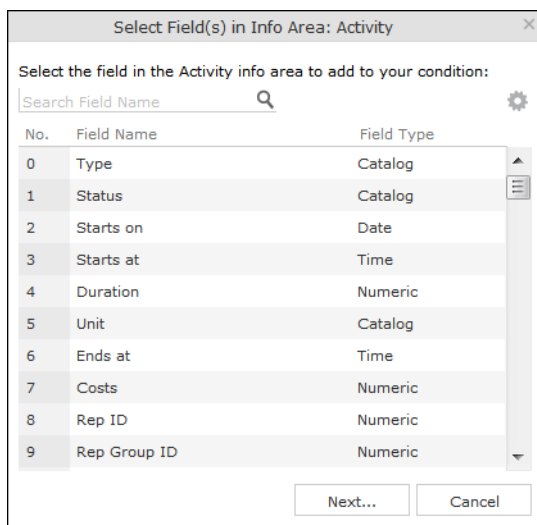 Select Field(s) in Info Area: Activity
Select the field in the Activity info area to add to your condition:
Search Field Name
No. Field Name Field Type
0 Type Catalog
1 Status Catalog
2 Starts on Date
3 Starts at Time
4 Duration Numeric
5 Unit Catalog
6 Ends at Time
7 Costs Numeric
8 Rep ID Numeric
9 Rep Group ID Numeric
Next... Cancel